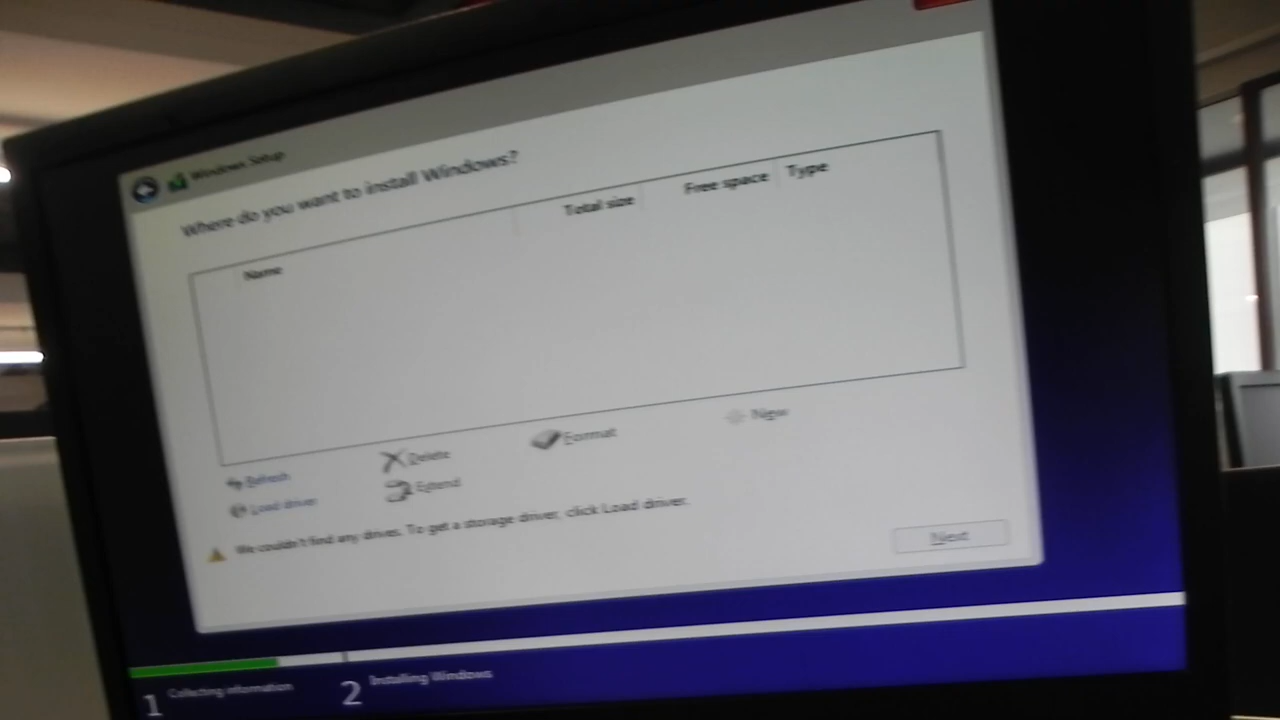 Windows Setup
Where do you want to install Windows?
Name Total size Free space Type
Refresh Delete Format New
Load driver Extend
We couldn't find any drives. To get a storage driver, click Load driver.
Next
1 Collecting information 2 Installing Windows